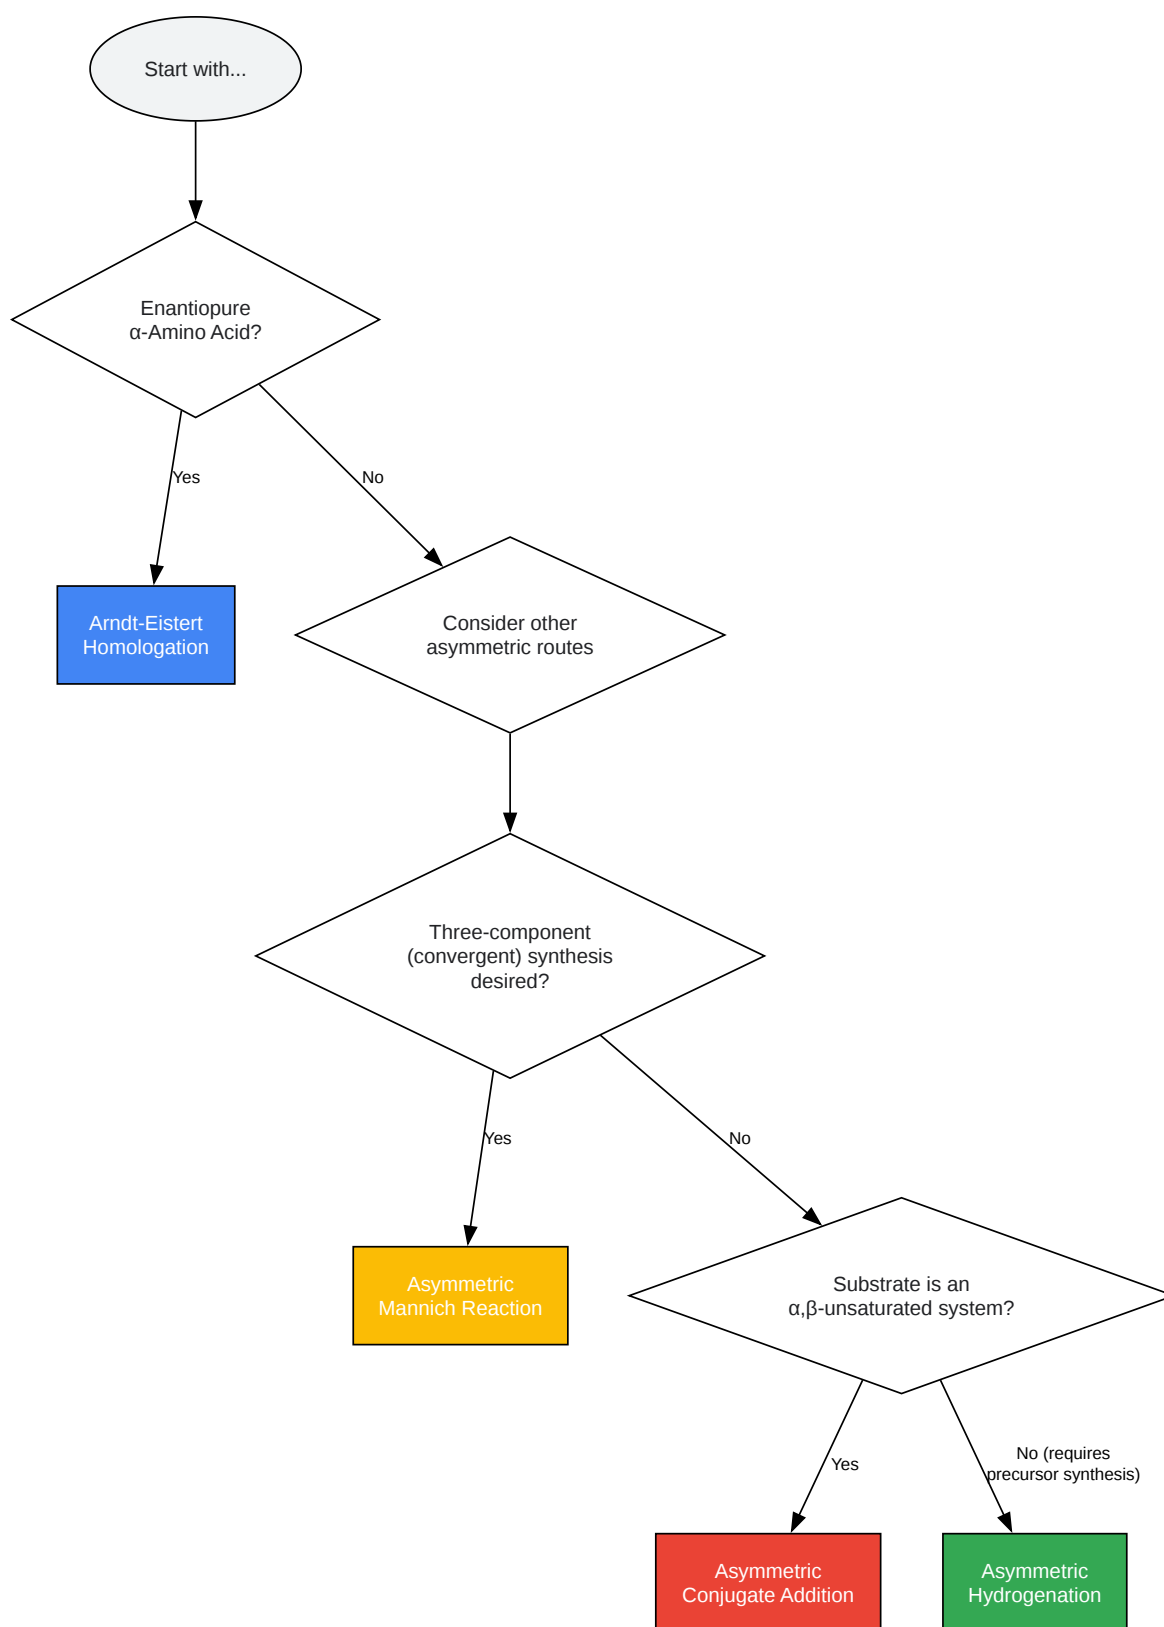 Start with...
Enantiopure
α-Amino Acid?
Yes
No
Arndt-Eistert
Homologation
Consider other
asymmetric routes
Three-component
(convergent) synthesis
desired?
Yes
No
Asymmetric
Mannich Reaction
Substrate is an
α,β-unsaturated system?
Yes
No (requires
precursor synthesis)
Asymmetric
Conjugate Addition
Asymmetric
Hydrogenation